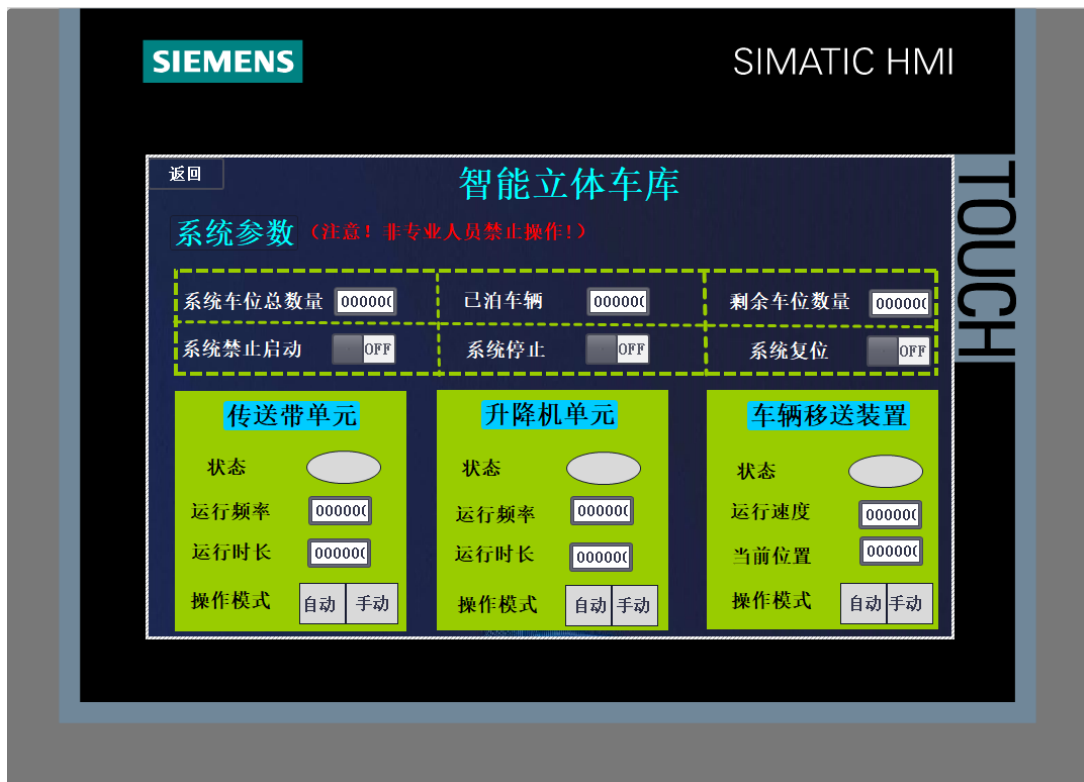 SIEMENS
SIMATIC HMI
TOUCH
返回
智能立体车库
系统参数 (注意！非专业人员禁止操作!)
系统车位总数量 000000 已泊车辆 000000 剩余车位数量 000000
系统禁止启动 OFF 系统停止 OFF 系统复位 OFF
传送带单元
状态
运行频率 000000
运行时长 000000
操作模式 自动 手动
升降机单元
状态
运行频率 000000
运行时长 000000
操作模式 自动 手动
车辆移送装置
状态
运行速度 000000
当前位置 000000
操作模式 自动 手动